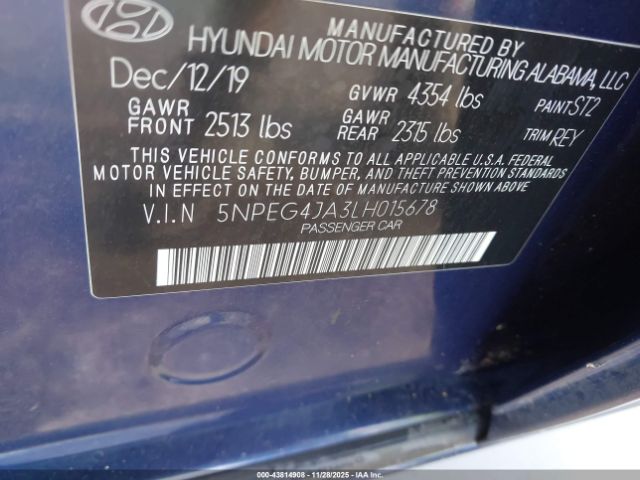 MANUFACTURED BY
HYUNDAI MOTOR MANUFACTURING ALABAMA, LLC
Dec/12/19
GVWR 4354 lbs
PAINT ST2
GAWR
FRONT 2513 lbs
GAWR
REAR 2315 lbs
TRIM REY
THIS VEHICLE CONFORMS TO ALL APPLICABLE U.S.A. FEDERAL
MOTOR VEHICLE SAFETY, BUMPER, AND THEFT PREVENTION STANDARDS
IN EFFECT ON THE DATE OF MANUFACTURE SHOWN ABOVE
V.I.N 5NPEG4JA3LH015678
PASSENGER CAR
000-43814908 | 11/28/2025 - IAAI.CA